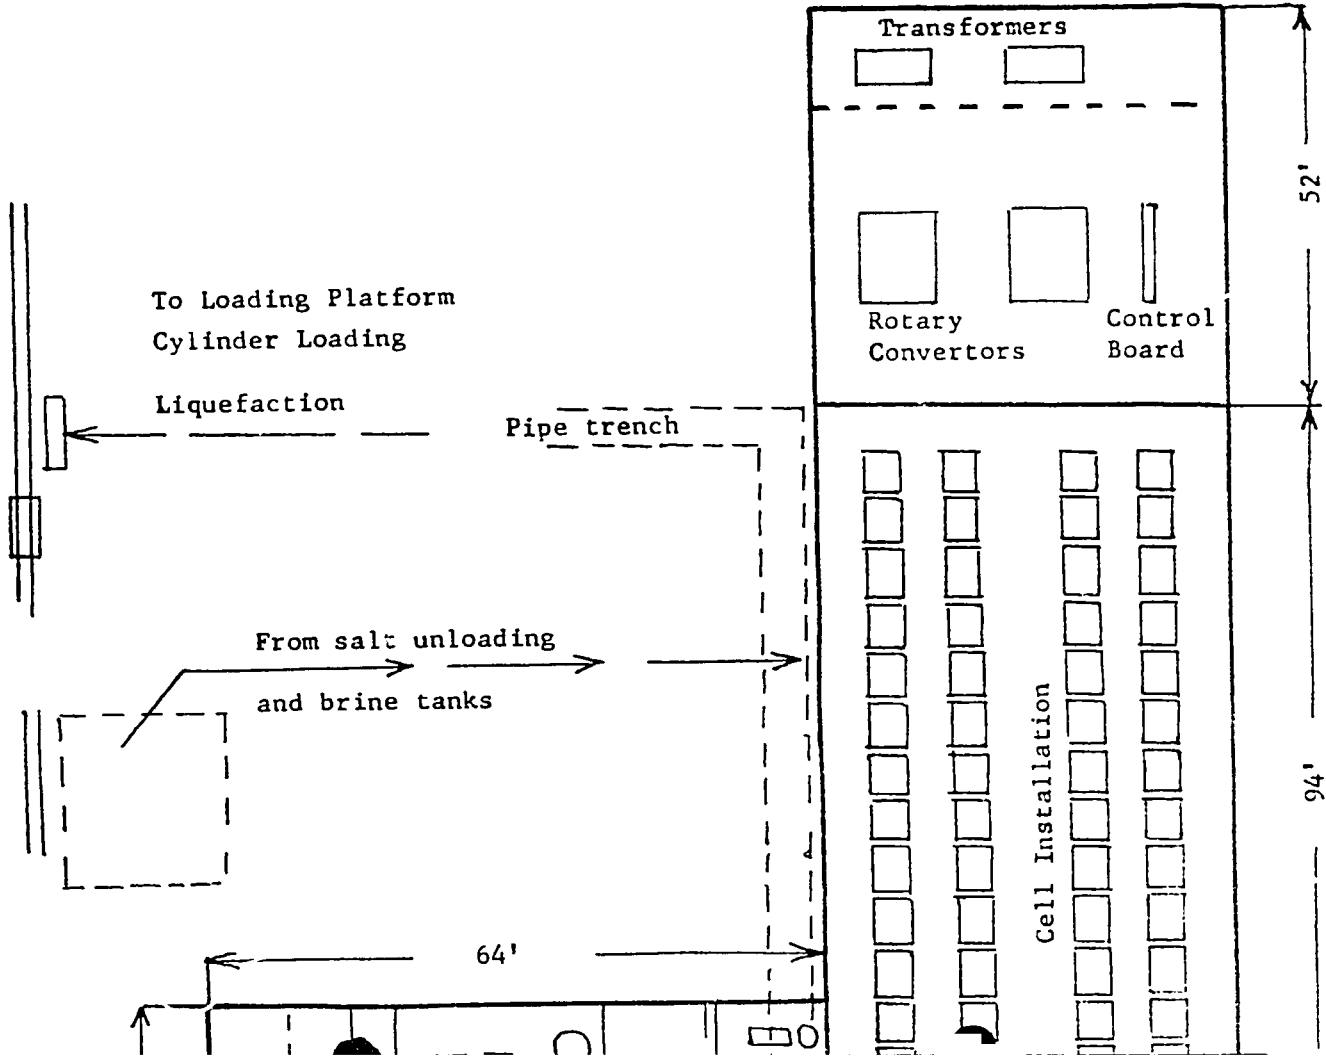 Transformers
52'
To Loading Platform
Cylinder Loading
Rotary
Convertors
Control
Board
Liquefaction
Pipe trench
From salt unloading
and brine tanks
Cell Installation
94'
64'